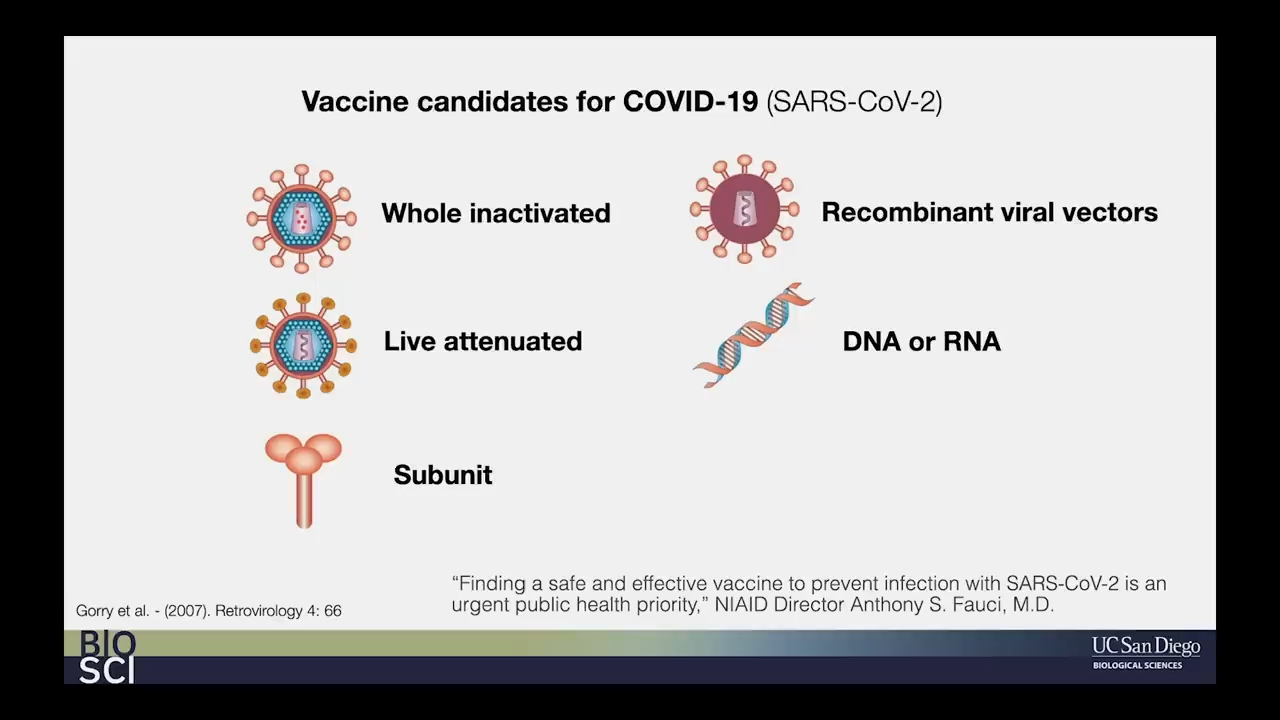 Vaccine candidates for COVID-19 (SARS-CoV-2)
Whole inactivated
Recombinant viral vectors
Live attenuated
DNA or RNA
Subunit
“Finding a safe and effective vaccine to prevent infection with SARS-CoV-2 is an
urgent public health priority,” NIAID Director Anthony S. Fauci, M.D.
Gorry et al. - (2007). Retrovirology 4: 66
BIO
SCI
UC San Diego
BIOLOGICAL SCIENCES